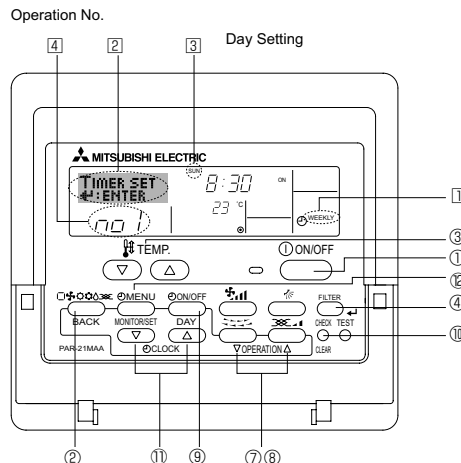 Operation No.
4 2 3 Day Setting
MITSUBISHI ELECTRIC
SUN
TIMER SET
↵:ENTER
8:30 ON
23 °C
no 1
WEEKLY
1
TEMP.
ON/OFF
③
①
⑫
④
⑩
MENU ON/OFF FILTER
BACK MONITOR/SET DAY CHECK TEST
PAR-21MAA CLOCK ▽OPERATION△ CLEAR
② ⑪ ⑨ ⑦⑧